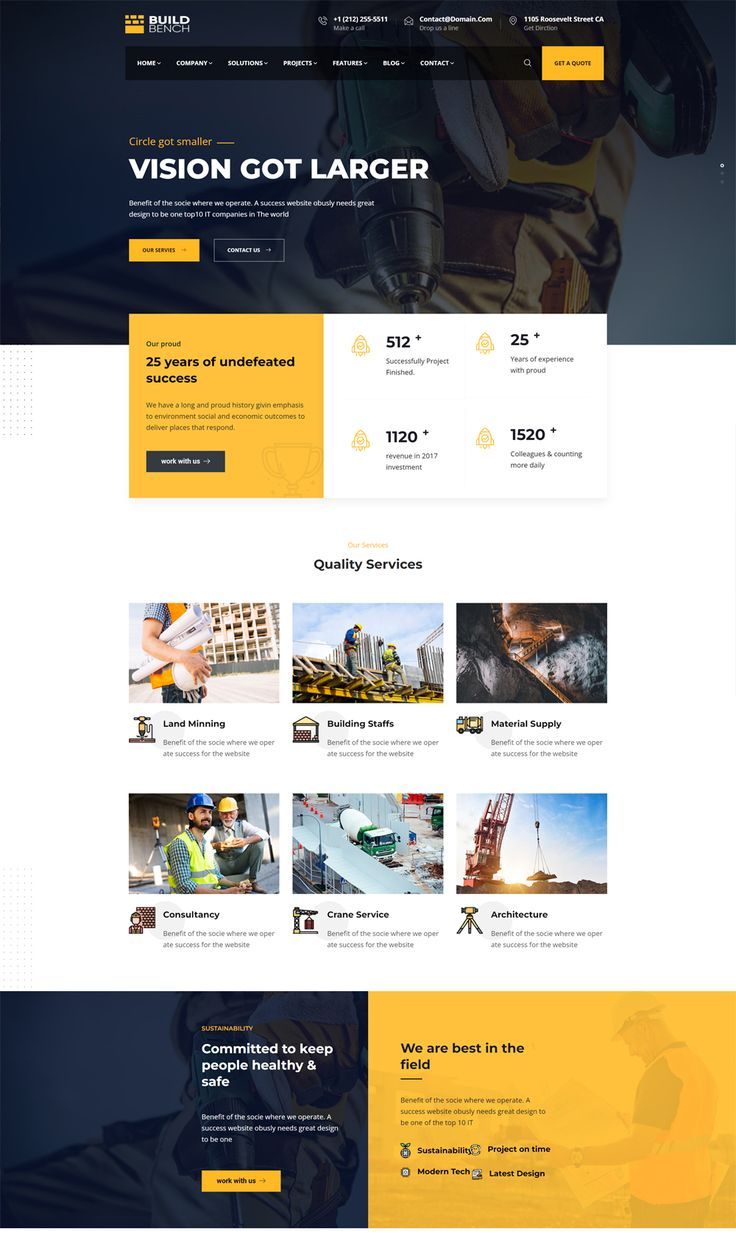 BUILD
BENCH
+1 (212) 255-5511
Make a call
Contact@Domain.Com
Drop us a line
1105 Roosevelt Street CA
Get Dirction
HOME
COMPANY
SOLUTIONS
PROJECTS
FEATURES
BLOG
CONTACT
GET A QUOTE
Circle got smaller
VISION GOT LARGER
Benefit of the socie where we operate. A success website obusly needs great
design to be one top10 IT companies in The world
OUR SERVIES
CONTACT US
Our proud
25 years of undefeated
success
We have a long and proud history givin emphasis
to environment social and economic outcomes to
deliver places that respond.
work with us
512 +
Successfully Project
Finished.
25 +
Years of experience
with proud
1120 +
revenue in 2017
investment
1520 +
Colleagues & counting
more daily
Our Services
Quality Services
Land Minning
Benefit of the socie where we oper
ate success for the website
Building Staffs
Benefit of the socie where we oper
ate success for the website
Material Supply
Benefit of the socie where we oper
ate success for the website
Consultancy
Benefit of the socie where we oper
ate success for the website
Crane Service
Benefit of the socie where we oper
ate success for the website
Architecture
Benefit of the socie where we oper
ate success for the website
SUSTAINABILITY
Committed to keep
people healthy &
safe
Benefit of the socie where we operate. A
success website obusly needs great design
to be one
work with us
We are best in the
field
Benefit of the socie where we operate. A
success website obusly needs great design to
be one of the top 10 IT
Sustainability
Project on time
Modern Tech
Latest Design